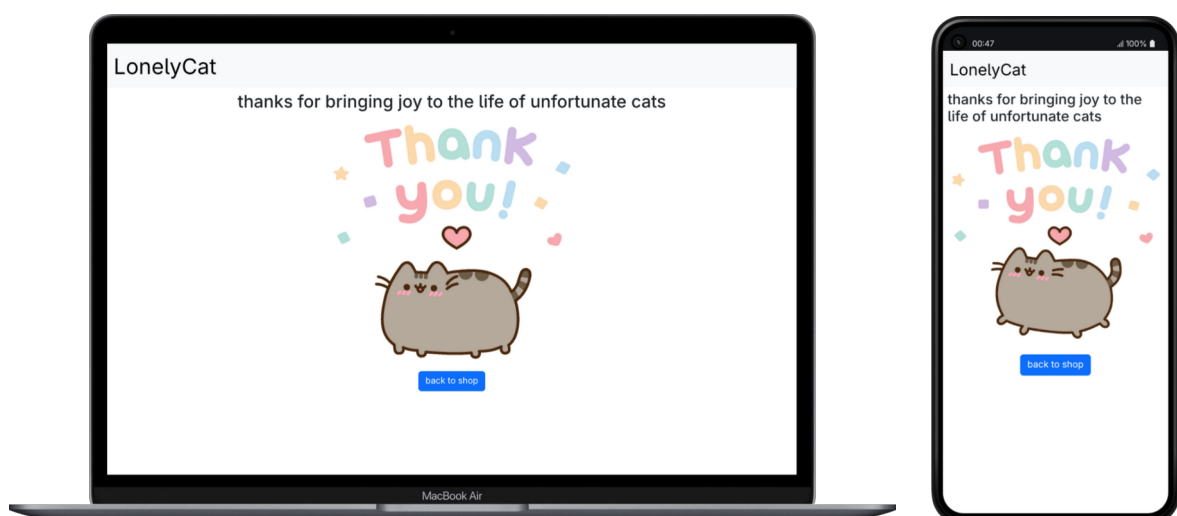 LonelyCat
thanks for bringing joy to the life of unfortunate cats
Thank
you!
back to shop
MacBook Air
00:47
100%
LonelyCat
thanks for bringing joy to the
life of unfortunate cats
Thank
you!
back to shop